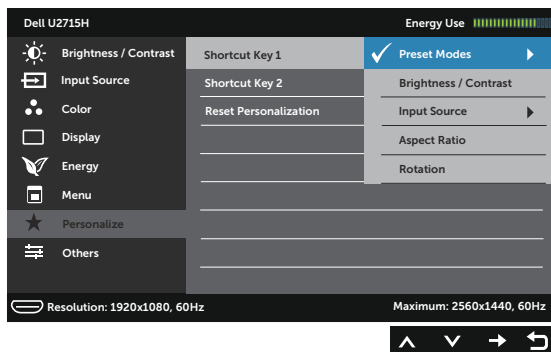 Dell U2715H
Energy Use
Brightness / Contrast
Input Source
Color
Display
Energy
Menu
Personalize
Others
Shortcut Key 1
Shortcut Key 2
Reset Personalization
Preset Modes
Brightness / Contrast
Input Source
Aspect Ratio
Rotation
Resolution: 1920x1080, 60Hz
Maximum: 2560x1440, 60Hz